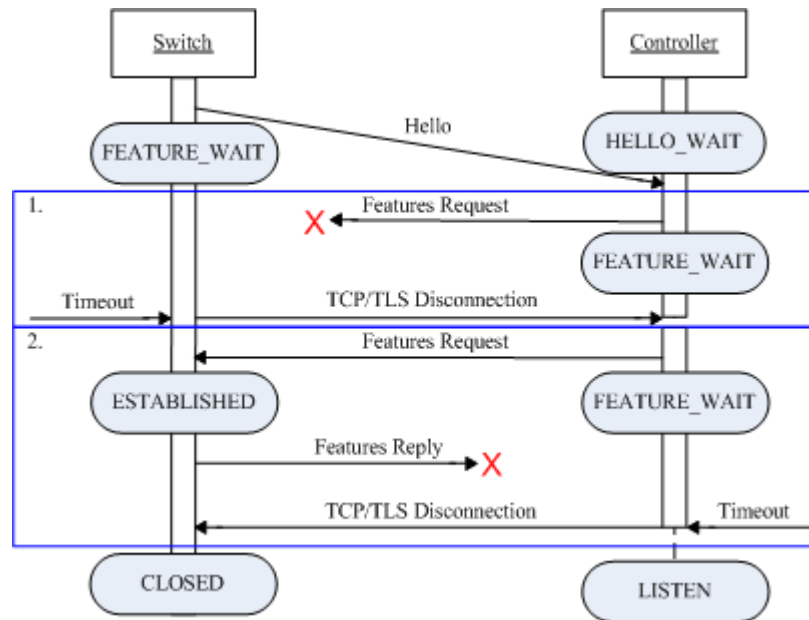 Switch
Controller
Hello
FEATURE_WAIT
HELLO_WAIT
1.
Features Request
X
FEATURE_WAIT
Timeout
TCP/TLS Disconnection
2.
Features Request
ESTABLISHED
FEATURE_WAIT
Features Reply
X
TCP/TLS Disconnection
Timeout
CLOSED
LISTEN